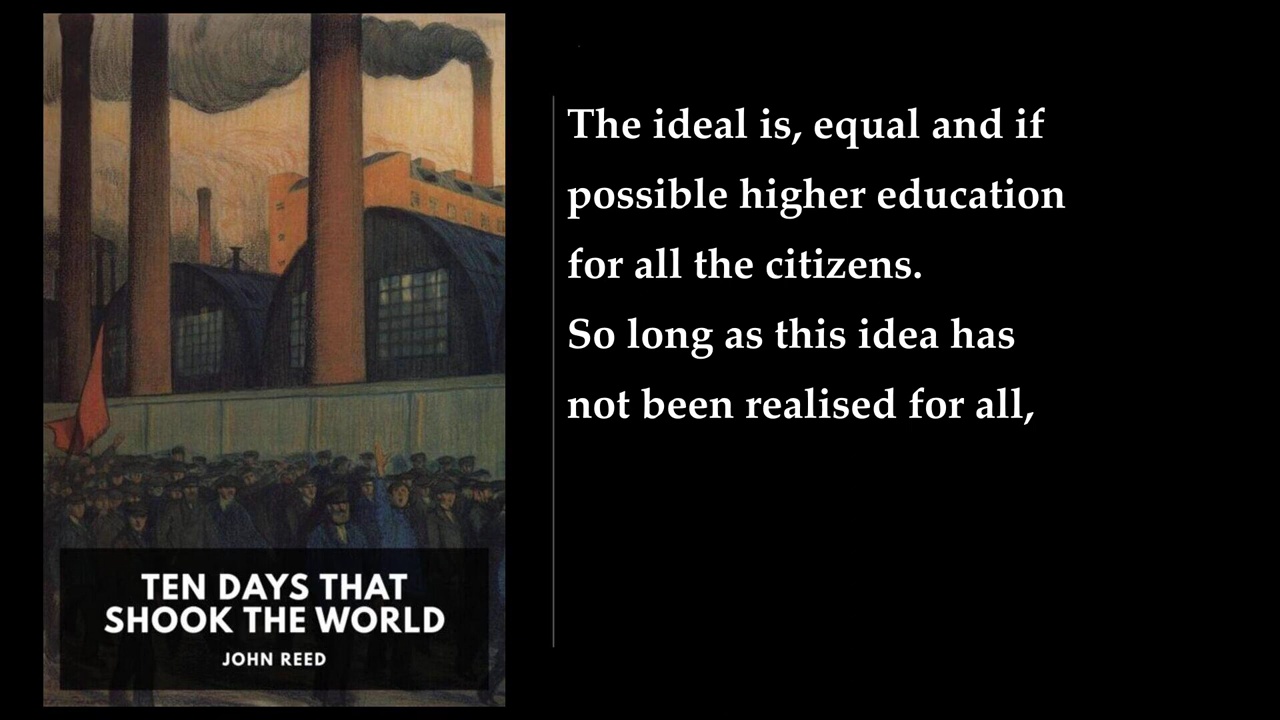 The ideal is, equal and if
possible higher education
for all the citizens.
So long as this idea has
not been realised for all,
TEN DAYS THAT
SHOOK THE WORLD
JOHN REED